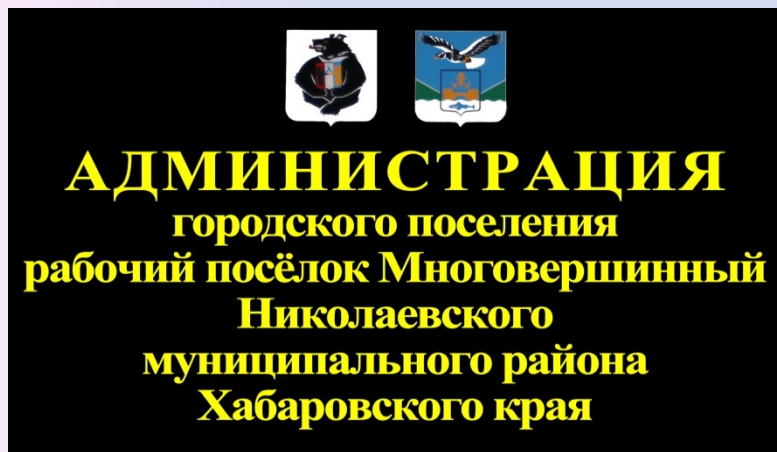 АДМИНИСТРАЦИЯ
городского поселения
рабочий посёлок Многовершинный
Николаевского
муниципального района
Хабаровского края